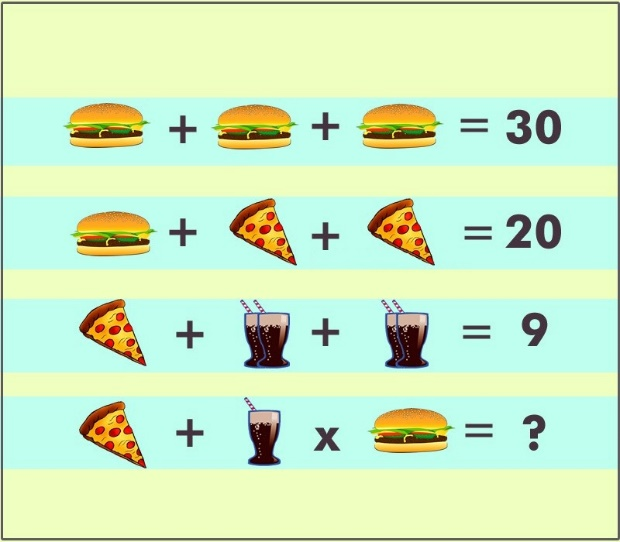 + + = 30
+ + = 20
+ + = 9
+ x = ?